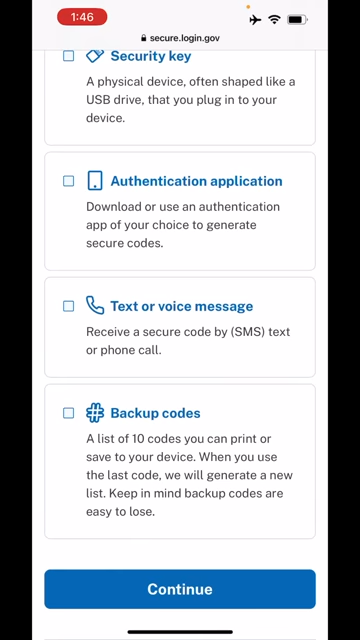 1:46
secure.login.gov
Security key
A physical device, often shaped like a
USB drive, that you plug in to your
device.
Authentication application
Download or use an authentication
app of your choice to generate
secure codes.
Text or voice message
Receive a secure code by (SMS) text
or phone call.
Backup codes
A list of 10 codes you can print or
save to your device. When you use
the last code, we will generate a new
list. Keep in mind backup codes are
easy to lose.
Continue